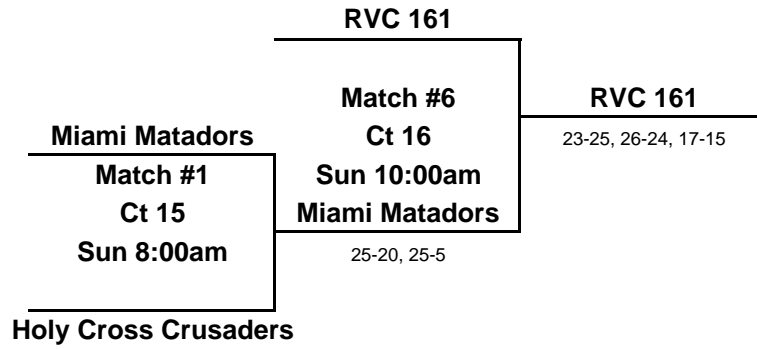 RVC 161
Match #6
Ct 16
Sun 10:00am
Miami Matadors
25-20, 25-5
RVC 161
23-25, 26-24, 17-15
Miami Matadors
Match #1
Ct 15
Sun 8:00am
Holy Cross Crusaders